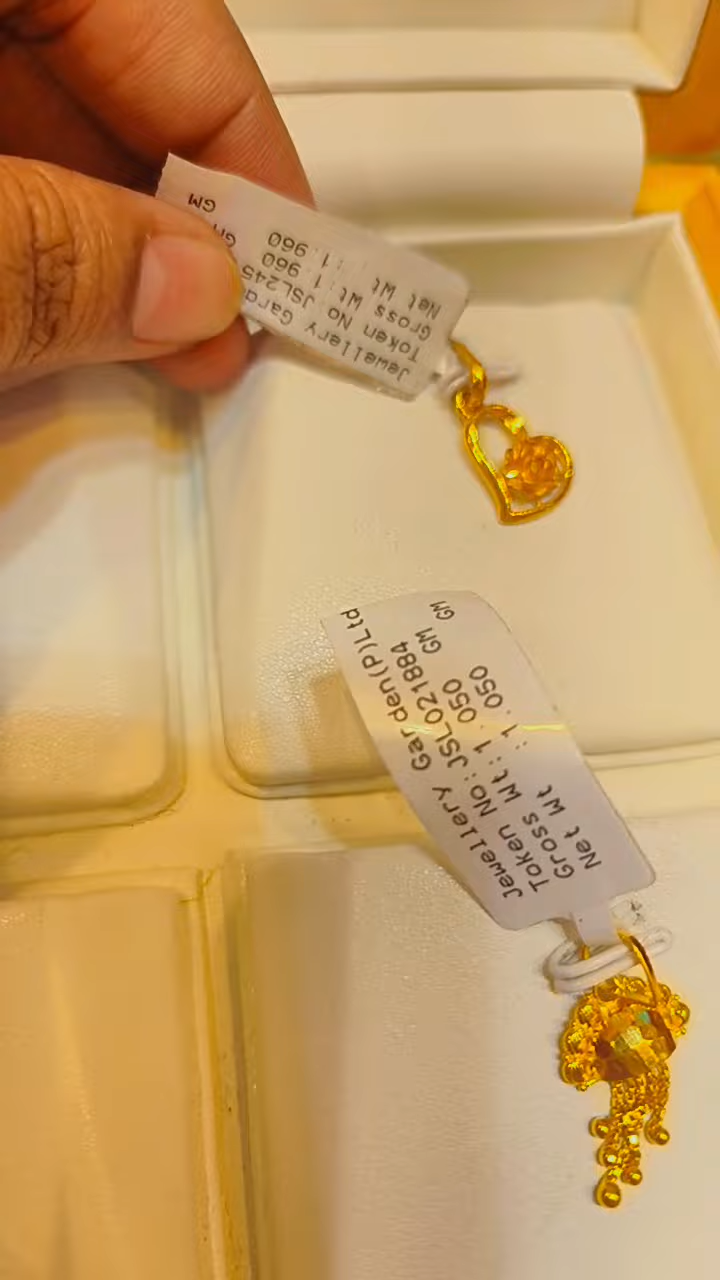 Jewellery Gard
Token No JSL245
Gross Wt : 1.960 GM
Net Wt : 1.960 GM
Jewellery Garden(P)Ltd
Token No: JSL021884
Gross Wt : 1.050 GM
Net Wt : 1.050 GM